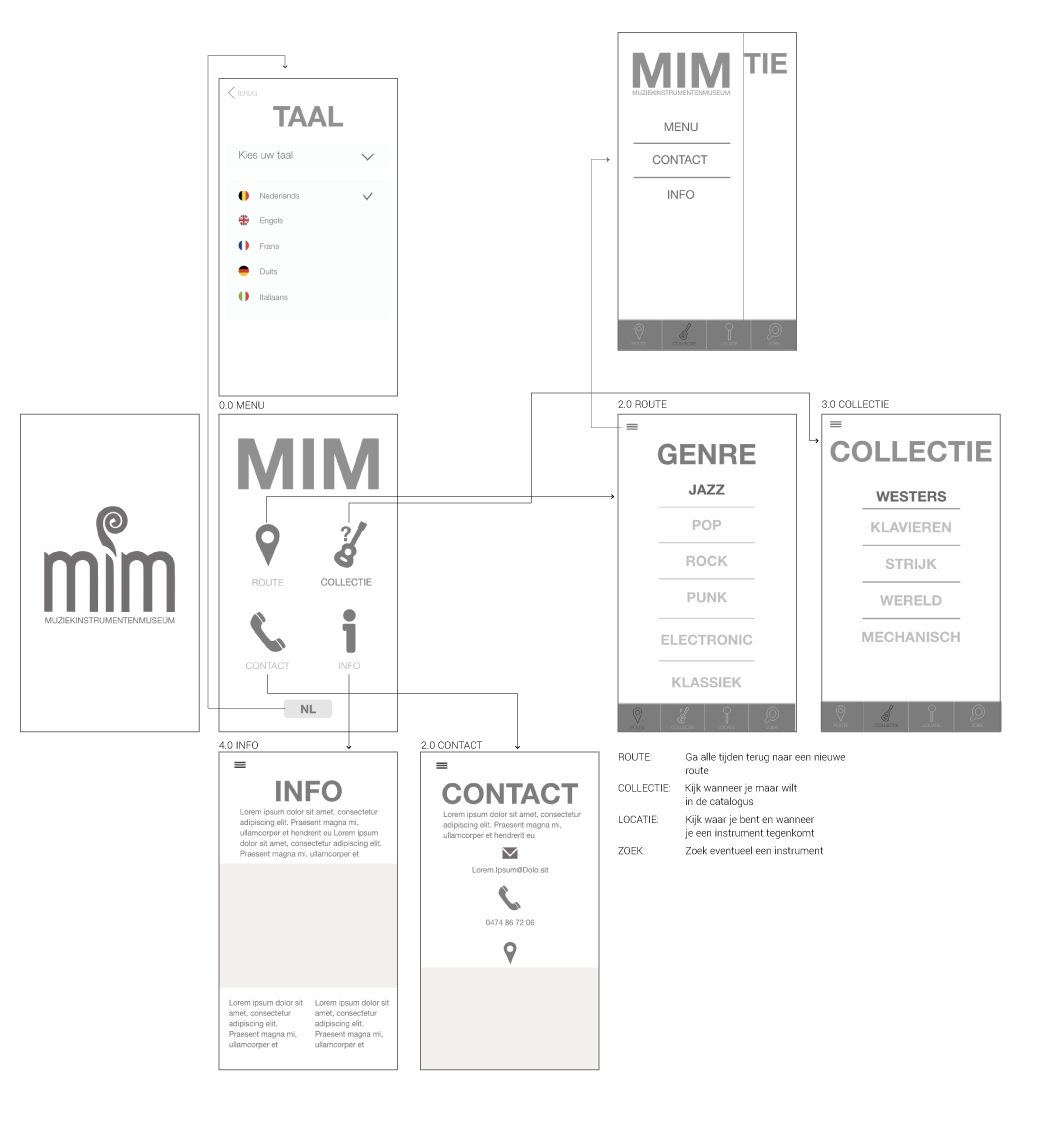 TERUG
TAAL
Kies uw taal
Nederlands
Engels
Frans
Duits
Italiaans
MIM
MUZIEKINSTRUMENTENMUSEUM
TIE
MENU
CONTACT
INFO
ROUTE
COLLECTIE
LOCATIE
ZOEK
mim
MUZIEKINSTRUMENTENMUSEUM
0.0 MENU
MIM
ROUTE
COLLECTIE
?
CONTACT
INFO
NL
2.0 ROUTE
GENRE
JAZZ
POP
ROCK
PUNK
ELECTRONIC
KLASSIEK
ROUTE
COLLECTIE
LOCATIE
ZOEK
3.0 COLLECTIE
COLLECTIE
WESTERS
KLAVIEREN
STRIJK
WERELD
MECHANISCH
ROUTE
COLLECTIE
LOCATIE
ZOEK
4.0 INFO
INFO
Lorem ipsum dolor sit amet, consectetur
adipiscing elit. Praesent magna mi,
ullamcorper et hendrerit eu Lorem ipsum
dolor sit amet, consectetur adipiscing elit.
Praesent magna mi, ullamcorper et
Lorem ipsum dolor sit
amet, consectetur
adipiscing elit.
Praesent magna mi,
ullamcorper et
Lorem ipsum dolor sit
amet, consectetur
adipiscing elit.
Praesent magna mi,
ullamcorper et
2.0 CONTACT
CONTACT
Lorem ipsum dolor sit amet, consectetur
adipiscing elit. Praesent magna mi,
ullamcorper et hendrerit eu
Lorem.Ipsum@Dolo.sit
0474 86 72 06
ROUTE: Ga alle tijden terug naar een nieuwe
route
COLLECTIE: Kijk wanneer je maar wilt
in de catalogus
LOCATIE: Kijk waar je bent en wanneer
je een instrument tegenkomt
ZOEK: Zoek eventueel een instrument